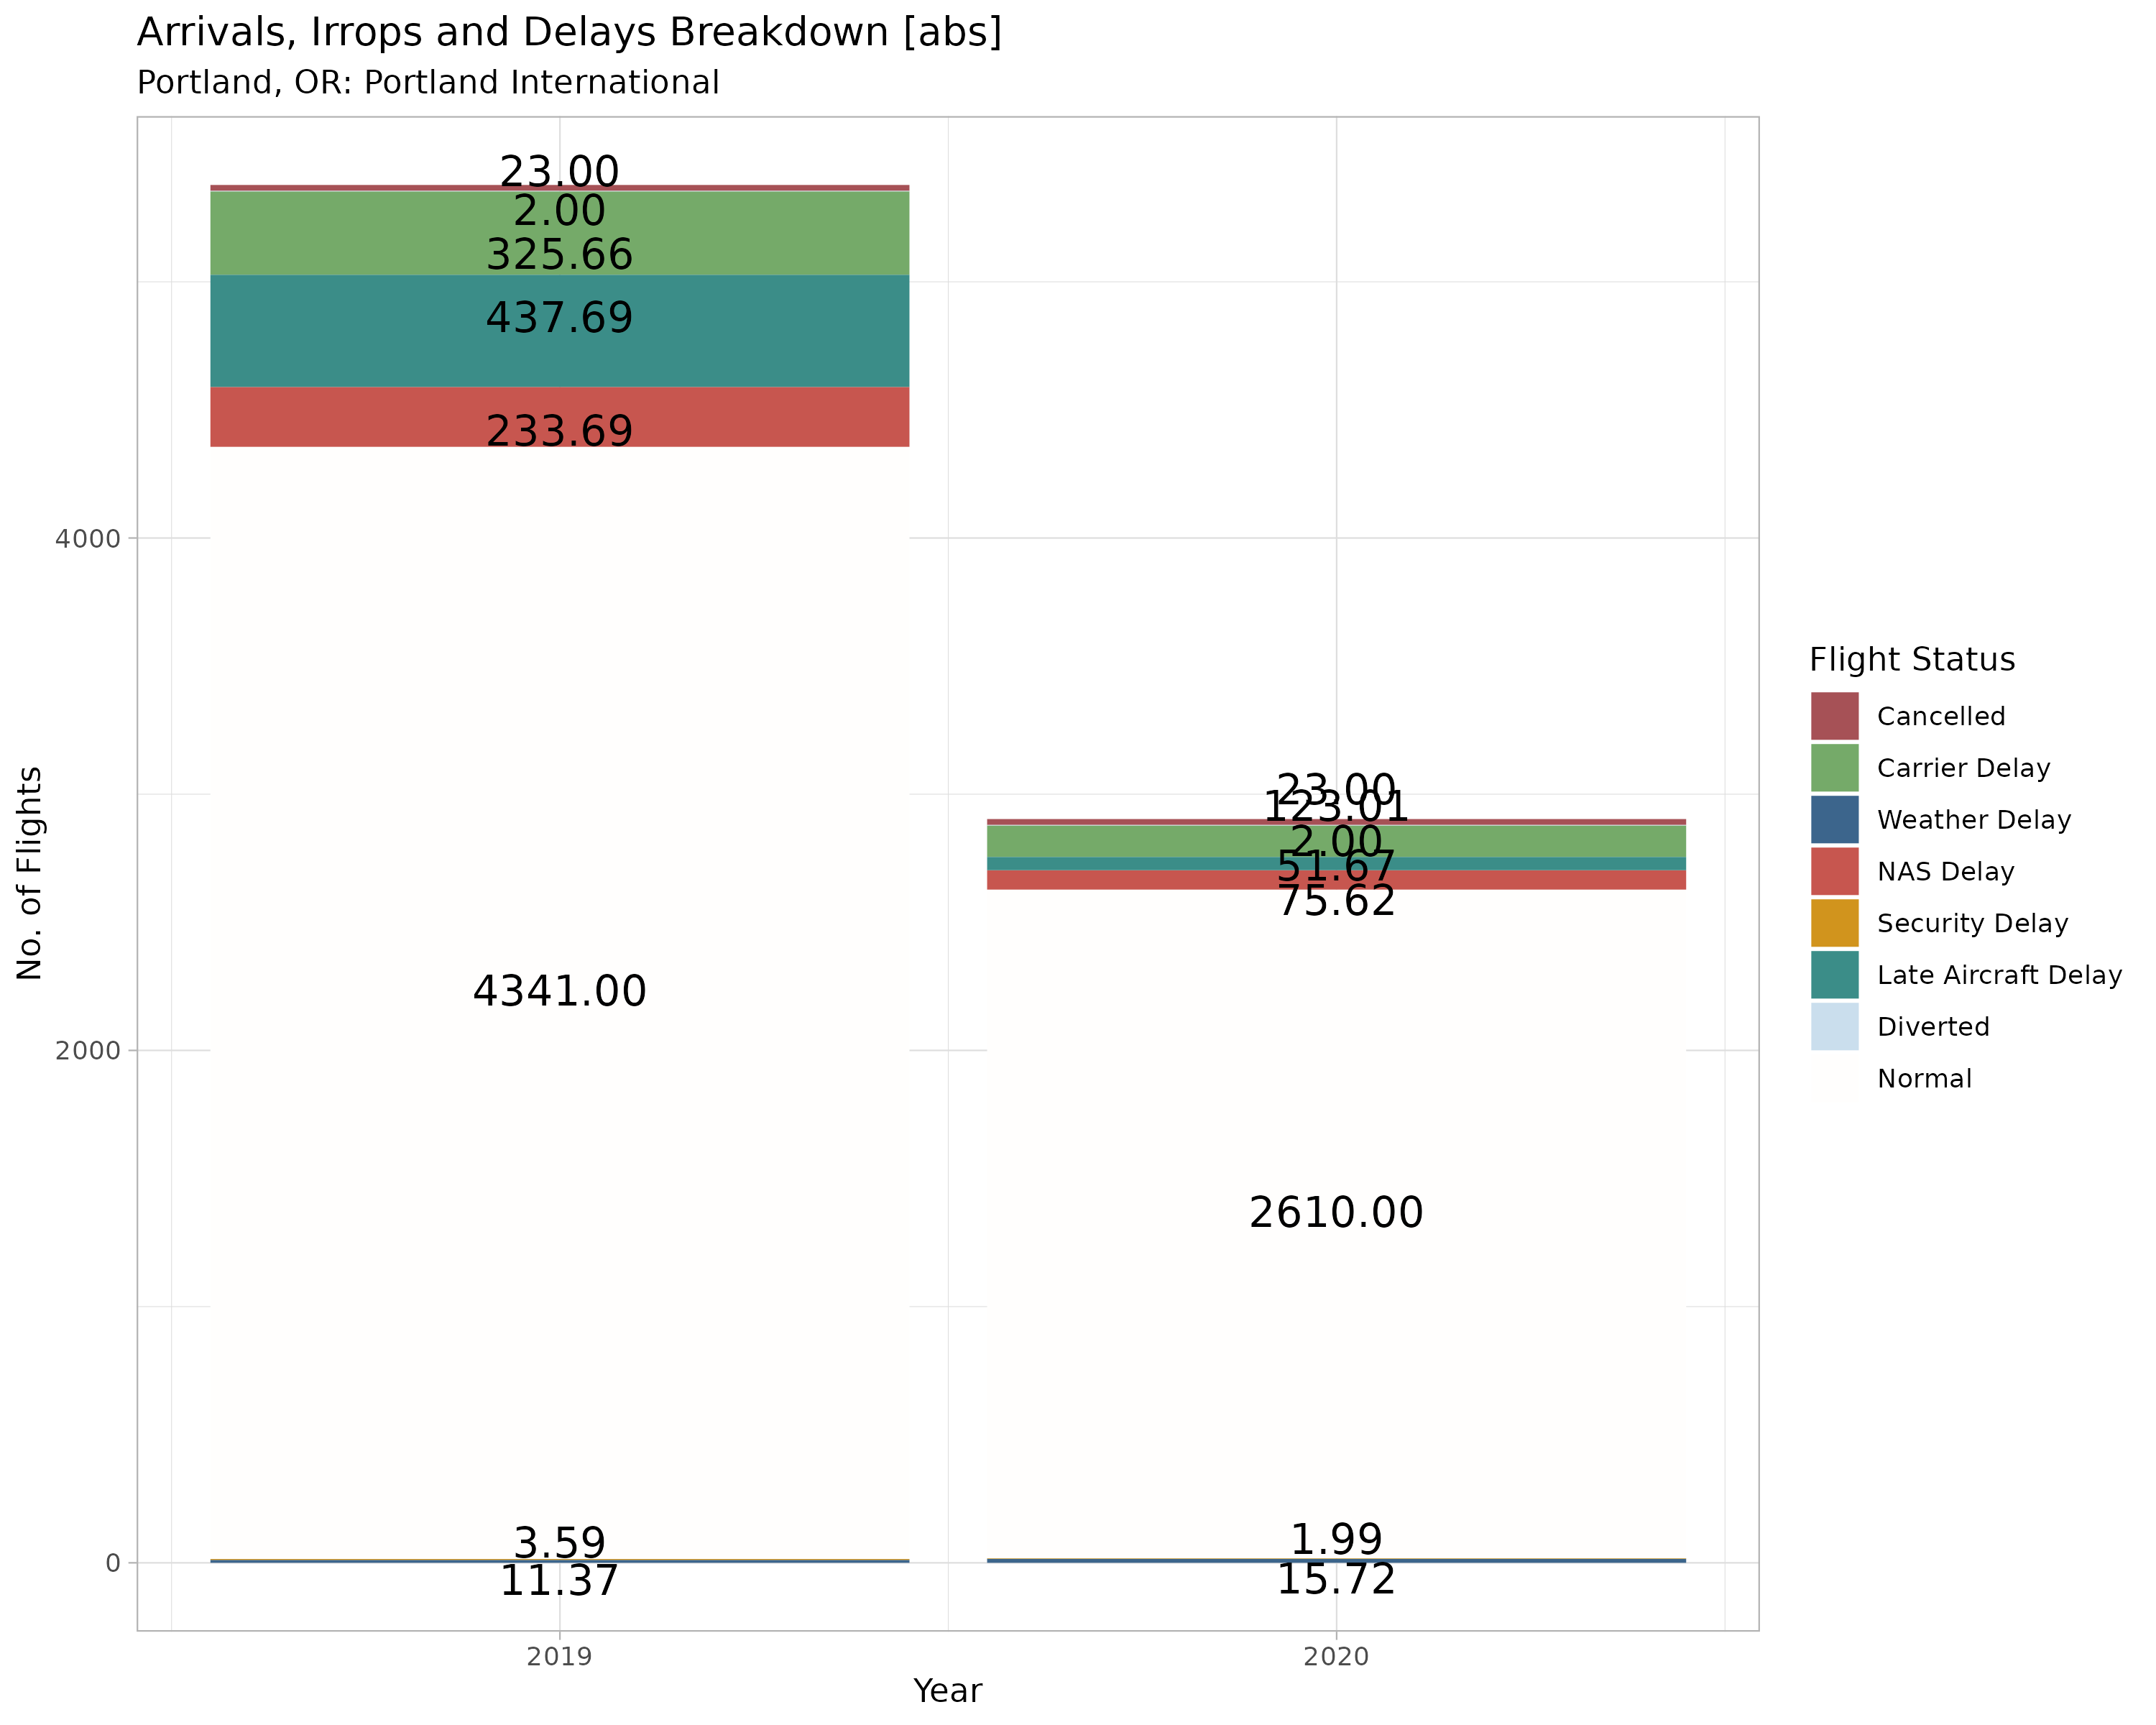 Arrivals, Irrops and Delays Breakdown [abs]
Portland, OR: Portland International
No. of Flights
4000
2000
0
23.00
2.00
325.66
437.69
233.69
4341.00
3.59
11.37
23.00
123.01
2.00
51.67
75.62
2610.00
1.99
15.72
2019
2020
Year
Flight Status
Cancelled
Carrier Delay
Weather Delay
NAS Delay
Security Delay
Late Aircraft Delay
Diverted
Normal